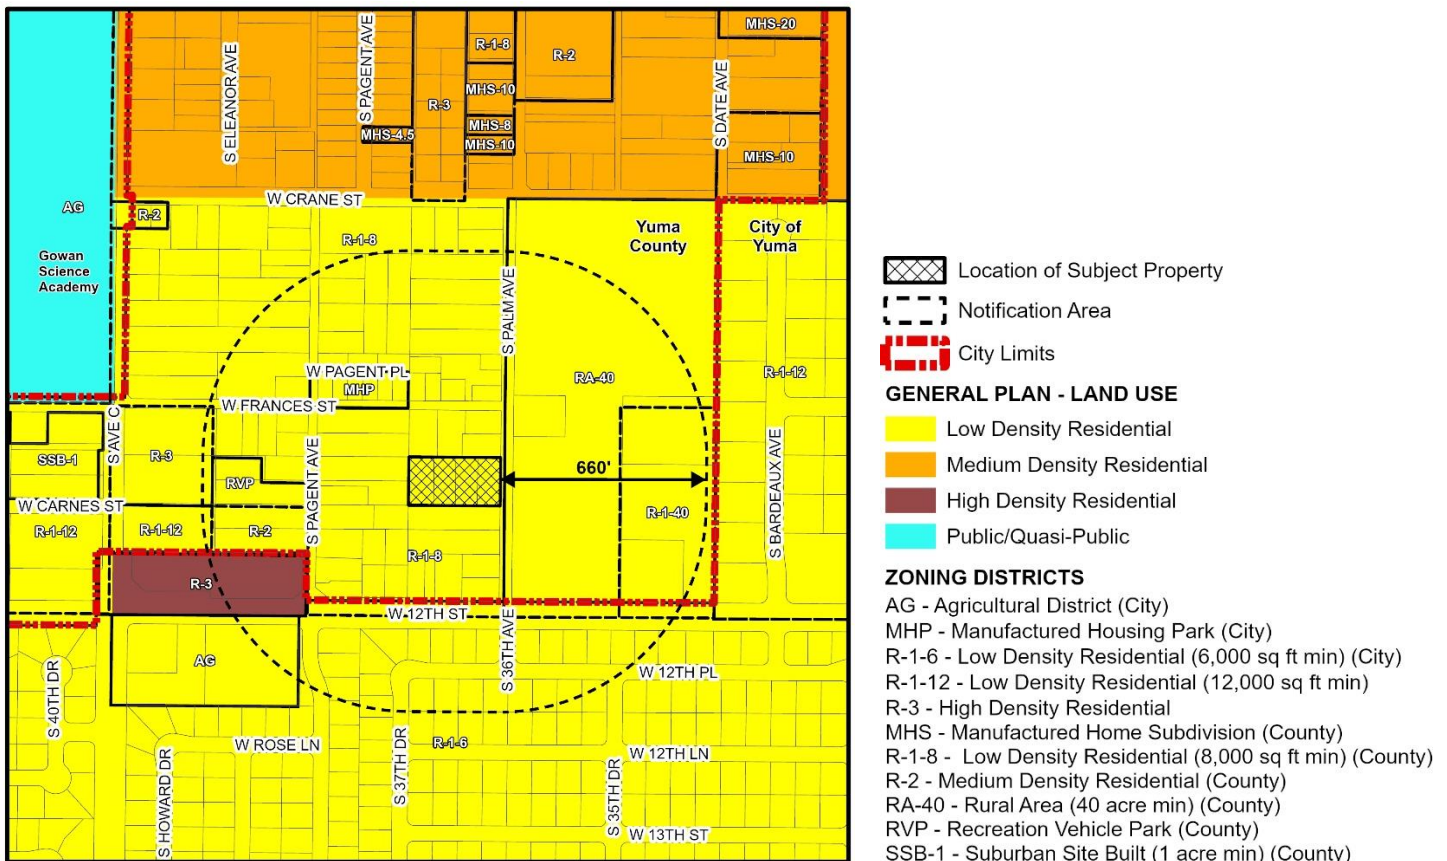 MHS-20
S ELEANOR AVE
S PAGENT AVE
R-1-8
R-2
R-3
MHS-10
S DATE AVE
MHS-8
MHS-4.5
MHS-10
MHS-10
W CRANE ST
AG
R-2
R-1-8
Yuma
County
City of
Yuma
Gowan
Science
Academy
S PALM AVE
W PAGENT PL
MHP
RA-40
R-1-12
W FRANCES ST
S AVE C
SSB-1
R-3
S PAGENT AVE
RVP
660'
S BARDEAUX AVE
W CARNES ST
R-1-12
R-1-12
R-2
R-1-40
R-1-8
R-3
W 12TH ST
S 36TH AVE
AG
S 40TH DR
W 12TH PL
W ROSE LN
S HOWARD DR
S 37TH DR
R-1-6
S 35TH DR
W 12TH LN
W 13TH ST
Location of Subject Property
Notification Area
City Limits
GENERAL PLAN - LAND USE
Low Density Residential
Medium Density Residential
High Density Residential
Public/Quasi-Public
ZONING DISTRICTS
AG - Agricultural District (City)
MHP - Manufactured Housing Park (City)
R-1-6 - Low Density Residential (6,000 sq ft min) (City)
R-1-12 - Low Density Residential (12,000 sq ft min)
R-3 - High Density Residential
MHS - Manufactured Home Subdivision (County)
R-1-8 - Low Density Residential (8,000 sq ft min) (County)
R-2 - Medium Density Residential (County)
RA-40 - Rural Area (40 acre min) (County)
RVP - Recreation Vehicle Park (County)
SSB-1 - Suburban Site Built (1 acre min) (County)